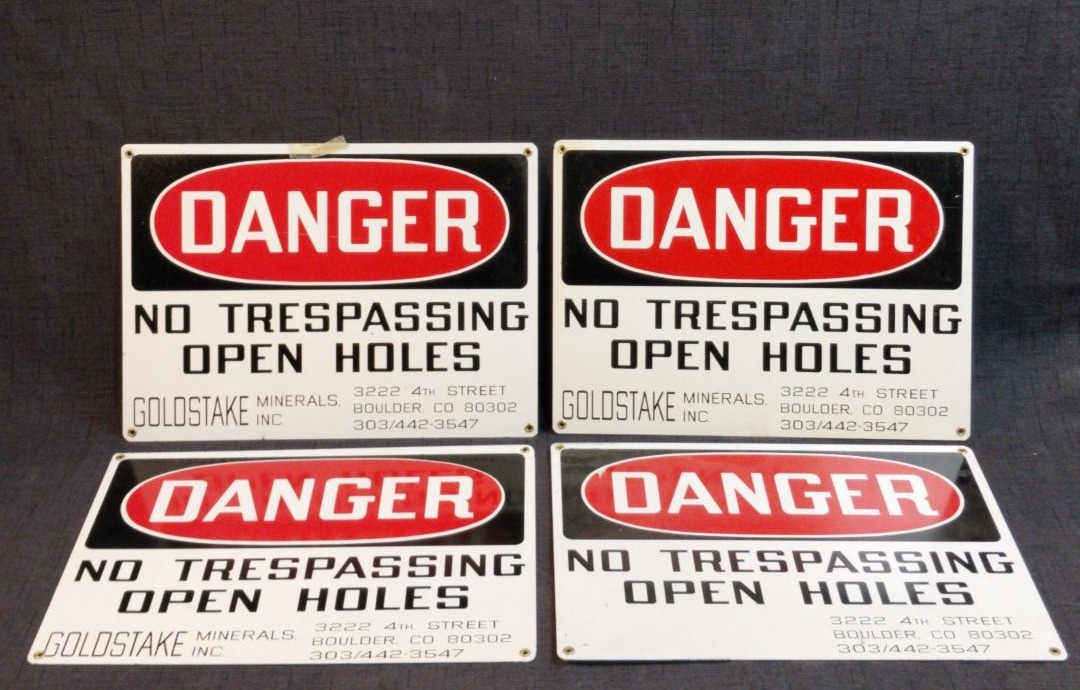 DANGER
NO TRESPASSING
OPEN HOLES
GOLDSTAKE MINERALS, INC.
3222 4TH STREET
BOULDER, CO 80302
303/442-3547
DANGER
NO TRESPASSING
OPEN HOLES
GOLDSTAKE MINERALS, INC.
3222 4TH STREET
BOULDER, CO 80302
303/442-3547
DANGER
NO TRESPASSING
OPEN HOLES
GOLDSTAKE MINERALS, INC.
3222 4TH STREET
BOULDER, CO 80302
303/442-3547
DANGER
NO TRESPASSING
OPEN HOLES
3222 4TH STREET
BOULDER, CO 80302
303/442-3547